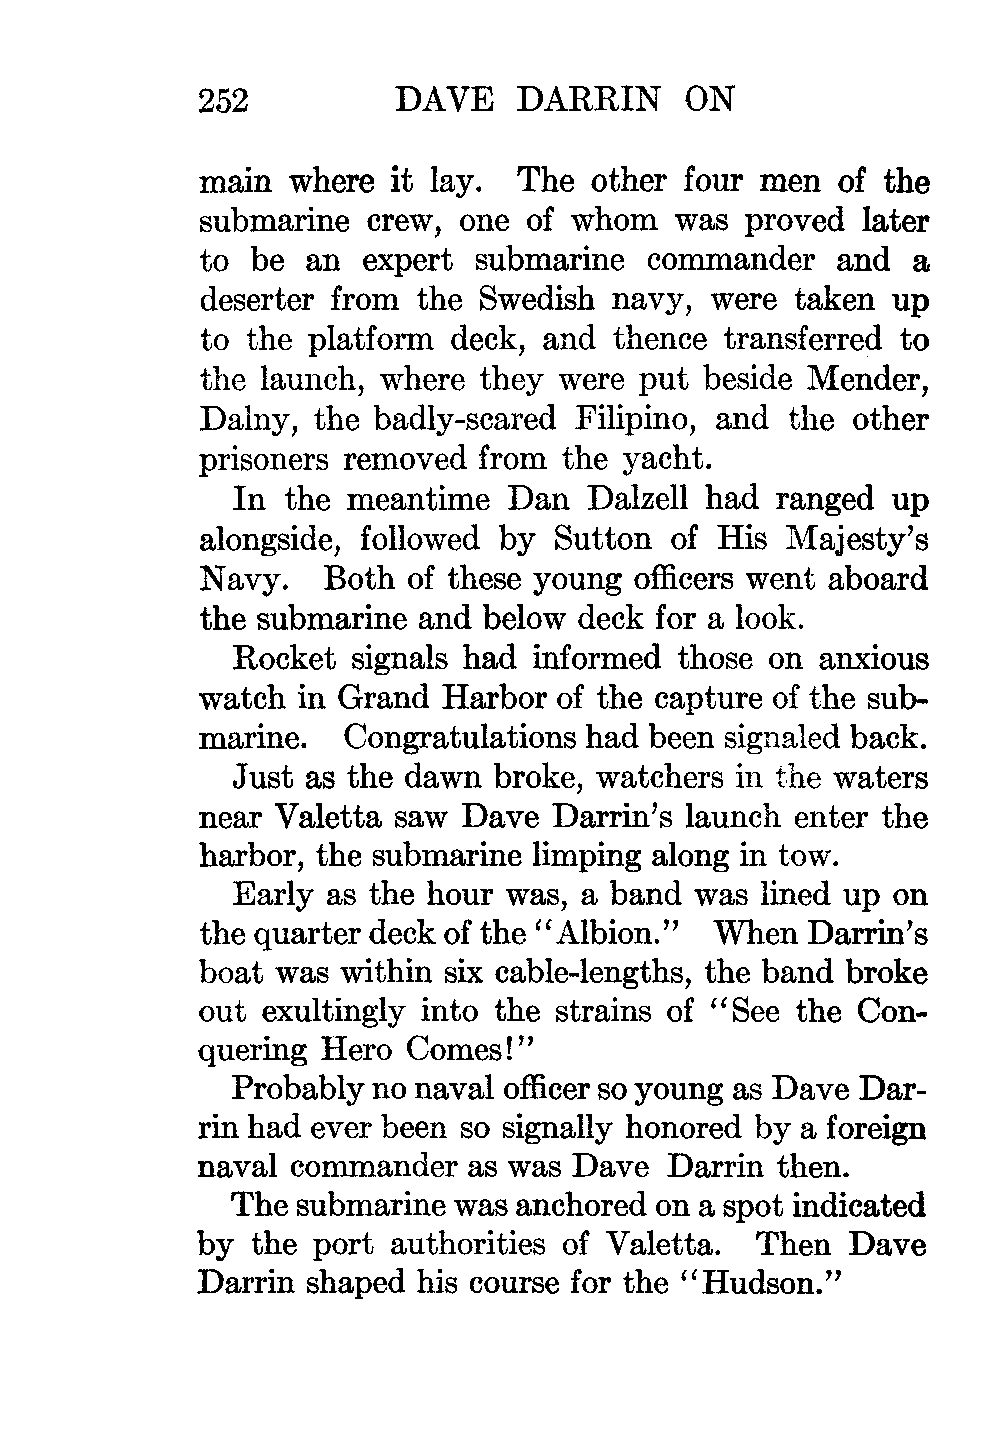 252 DAVE DARRIN ON
main where it lay. The other four men of the
submarine crew, one of whom was proved later
to be an expert submarine commander and a
deserter from the Swedish navy, were taken up
to the platform deck, and thence transferred to
the launch, where they were put beside Mender,
Dalny, the badly-scared Filipino, and the other
prisoners removed from the yacht.
In the meantime Dan Dalzell had ranged up
alongside, followed by Sutton of His Majesty's
Navy. Both of these young officers went aboard
the submarine and below deck for a look.
Rocket signals had informed those on anxious
watch in Grand Harbor of the capture of the sub-
marine. Congratulations had been signaled back.
Just as the dawn broke, watchers in the waters
near Valetta saw Dave Darrin's launch enter the
harbor, the submarine limping along in tow.
Early as the hour was, a band was lined up on
the quarter deck of the "Albion." When Darrin's
boat was within six cable-lengths, the band broke
out exultingly into the strains of "See the Con-
quering Hero Comes!"
Probably no naval officer so young as Dave Dar-
rin had ever been so signally honored by a foreign
naval commander as was Dave Darrin then.
The submarine was anchored on a spot indicated
by the port authorities of Valetta. Then Dave
Darrin shaped his course for the "Hudson."